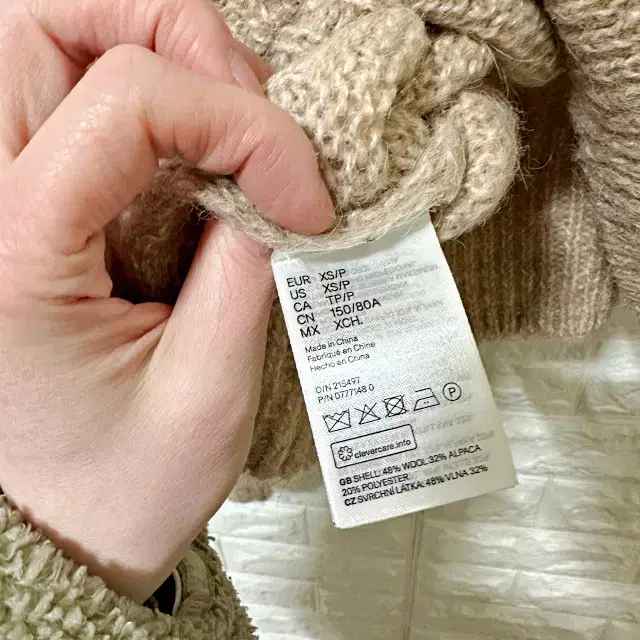 EUR XS/P
US XS/P
CA TP/P
CN 150/80A
MX XCH.
Made in China
Fabriqué en Chine
Hecho en China
O/N 215497
P/N 0777148 0
P
clevercare.info
GB SHELL: 48% WOOL 32% ALPACA
20% POLYESTER
CZ SVRCHNÍ LÁTKA: 48% VLNA 32%